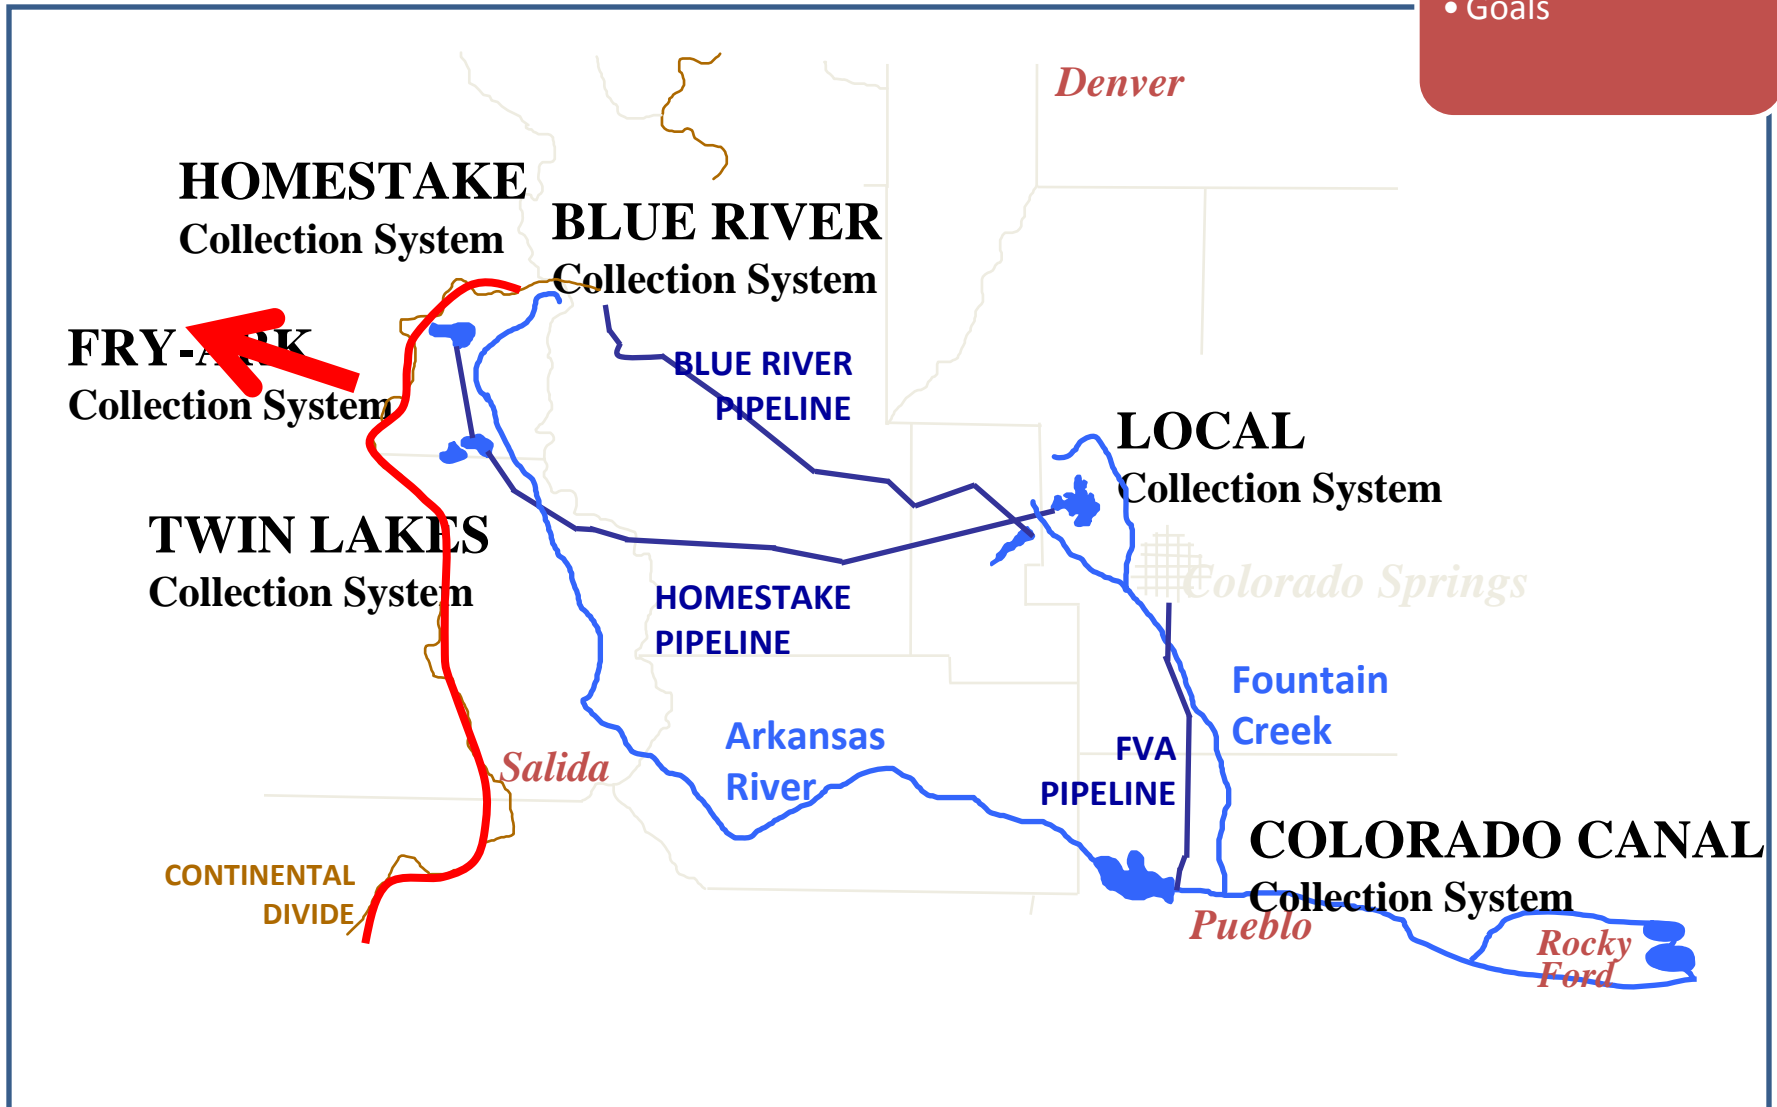 • Goals
Denver
HOMESTAKE
Collection System
BLUE RIVER
Collection System
FRY-ARK
Collection System
BLUE RIVER
PIPELINE
LOCAL
Collection System
TWIN LAKES
Collection System
Colorado Springs
HOMESTAKE
PIPELINE
Fountain
Creek
Arkansas
River
FVA
PIPELINE
Salida
COLORADO CANAL
Collection System
CONTINENTAL
DIVIDE
Pueblo
Rocky
Ford